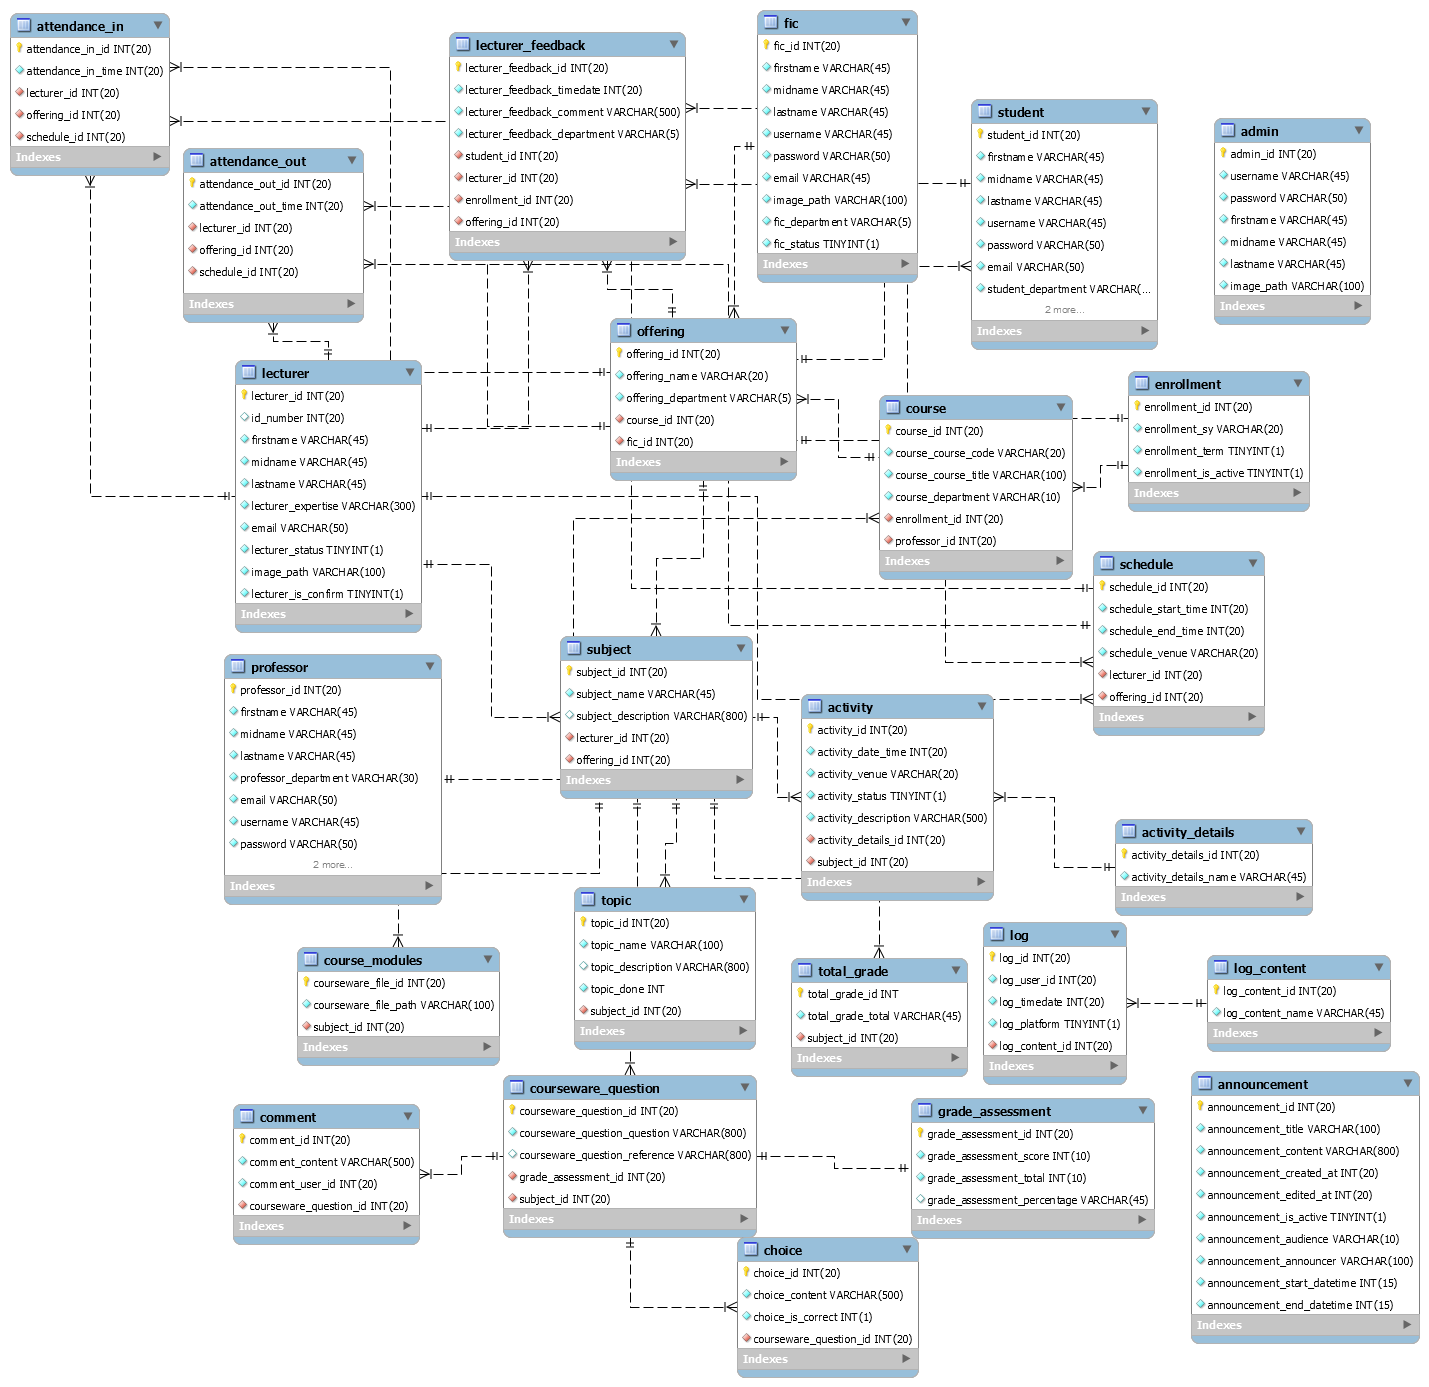 attendance_in
attendance_in_id INT(20)
attendance_in_time INT(20)
lecturer_id INT(20)
offering_id INT(20)
schedule_id INT(20)
Indexes
attendance_out
attendance_out_id INT(20)
attendance_out_time INT(20)
lecturer_id INT(20)
offering_id INT(20)
schedule_id INT(20)
Indexes
lecturer_feedback
lecturer_feedback_id INT(20)
lecturer_feedback_timedate INT(20)
lecturer_feedback_comment VARCHAR(500)
lecturer_feedback_department VARCHAR(5)
student_id INT(20)
lecturer_id INT(20)
enrollment_id INT(20)
offering_id INT(20)
Indexes
fic
fic_id INT(20)
firstname VARCHAR(45)
midname VARCHAR(45)
lastname VARCHAR(45)
username VARCHAR(45)
password VARCHAR(50)
email VARCHAR(45)
image_path VARCHAR(100)
fic_department VARCHAR(5)
fic_status TINYINT(1)
Indexes
student
student_id INT(20)
firstname VARCHAR(45)
midname VARCHAR(45)
lastname VARCHAR(45)
username VARCHAR(45)
password VARCHAR(50)
email VARCHAR(50)
student_department VARCHAR(...
2 more...
Indexes
admin
admin_id INT(20)
username VARCHAR(45)
password VARCHAR(50)
firstname VARCHAR(45)
midname VARCHAR(45)
lastname VARCHAR(45)
image_path VARCHAR(100)
Indexes
lecturer
lecturer_id INT(20)
id_number INT(20)
firstname VARCHAR(45)
midname VARCHAR(45)
lastname VARCHAR(45)
lecturer_expertise VARCHAR(300)
email VARCHAR(50)
lecturer_status TINYINT(1)
image_path VARCHAR(100)
lecturer_is_confirm TINYINT(1)
Indexes
offering
offering_id INT(20)
offering_name VARCHAR(20)
offering_department VARCHAR(5)
course_id INT(20)
fic_id INT(20)
Indexes
course
course_id INT(20)
course_course_code VARCHAR(20)
course_course_title VARCHAR(100)
course_department VARCHAR(10)
enrollment_id INT(20)
professor_id INT(20)
Indexes
enrollment
enrollment_id INT(20)
enrollment_sy VARCHAR(20)
enrollment_term TINYINT(1)
enrollment_is_active TINYINT(1)
Indexes
schedule
schedule_id INT(20)
schedule_start_time INT(20)
schedule_end_time INT(20)
schedule_venue VARCHAR(20)
lecturer_id INT(20)
offering_id INT(20)
Indexes
professor
professor_id INT(20)
firstname VARCHAR(45)
midname VARCHAR(45)
lastname VARCHAR(45)
professor_department VARCHAR(30)
email VARCHAR(50)
username VARCHAR(45)
password VARCHAR(50)
2 more...
Indexes
subject
subject_id INT(20)
subject_name VARCHAR(45)
subject_description VARCHAR(800)
lecturer_id INT(20)
offering_id INT(20)
Indexes
activity
activity_id INT(20)
activity_date_time INT(20)
activity_venue VARCHAR(20)
activity_status TINYINT(1)
activity_description VARCHAR(500)
activity_details_id INT(20)
subject_id INT(20)
Indexes
activity_details
activity_details_id INT(20)
activity_details_name VARCHAR(45)
Indexes
course_modules
courseware_file_id INT(20)
courseware_file_path VARCHAR(100)
subject_id INT(20)
Indexes
topic
topic_id INT(20)
topic_name VARCHAR(100)
topic_description VARCHAR(800)
topic_done INT
subject_id INT(20)
Indexes
total_grade
total_grade_id INT
total_grade_total VARCHAR(45)
subject_id INT(20)
Indexes
log
log_id INT(20)
log_user_id INT(20)
log_timedate INT(20)
log_platform TINYINT(1)
log_content_id INT(20)
Indexes
log_content
log_content_id INT(20)
log_content_name VARCHAR(45)
Indexes
comment
comment_id INT(20)
comment_content VARCHAR(500)
comment_user_id INT(20)
courseware_question_id INT(20)
Indexes
courseware_question
courseware_question_id INT(20)
courseware_question_question VARCHAR(800)
courseware_question_reference VARCHAR(800)
grade_assessment_id INT(20)
subject_id INT(20)
Indexes
grade_assessment
grade_assessment_id INT(20)
grade_assessment_score INT(10)
grade_assessment_total INT(10)
grade_assessment_percentage VARCHAR(45)
Indexes
announcement
announcement_id INT(20)
announcement_title VARCHAR(100)
announcement_content VARCHAR(800)
announcement_created_at INT(20)
announcement_edited_at INT(20)
announcement_is_active TINYINT(1)
announcement_audience VARCHAR(10)
announcement_announcer VARCHAR(100)
announcement_start_datetime INT(15)
announcement_end_datetime INT(15)
Indexes
choice
choice_id INT(20)
choice_content VARCHAR(500)
choice_is_correct INT(1)
courseware_question_id INT(20)
Indexes